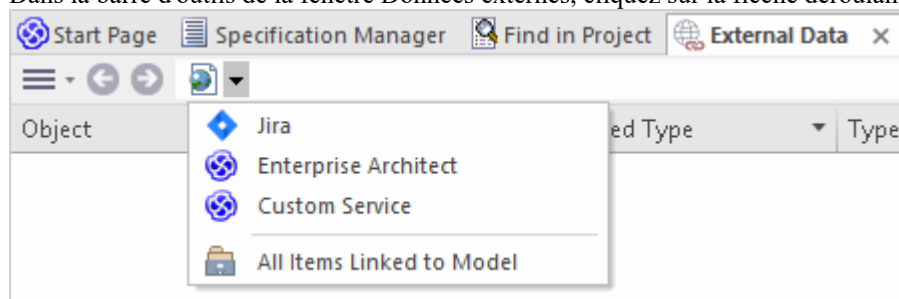 Dans la barre d'outils de la fenêtre Données externes, cliquez sur la flèche déroulan
Start Page Specification Manager Find in Project External Data ×
Object ed Type Type
Jira
Enterprise Architect
Custom Service
All Items Linked to Model